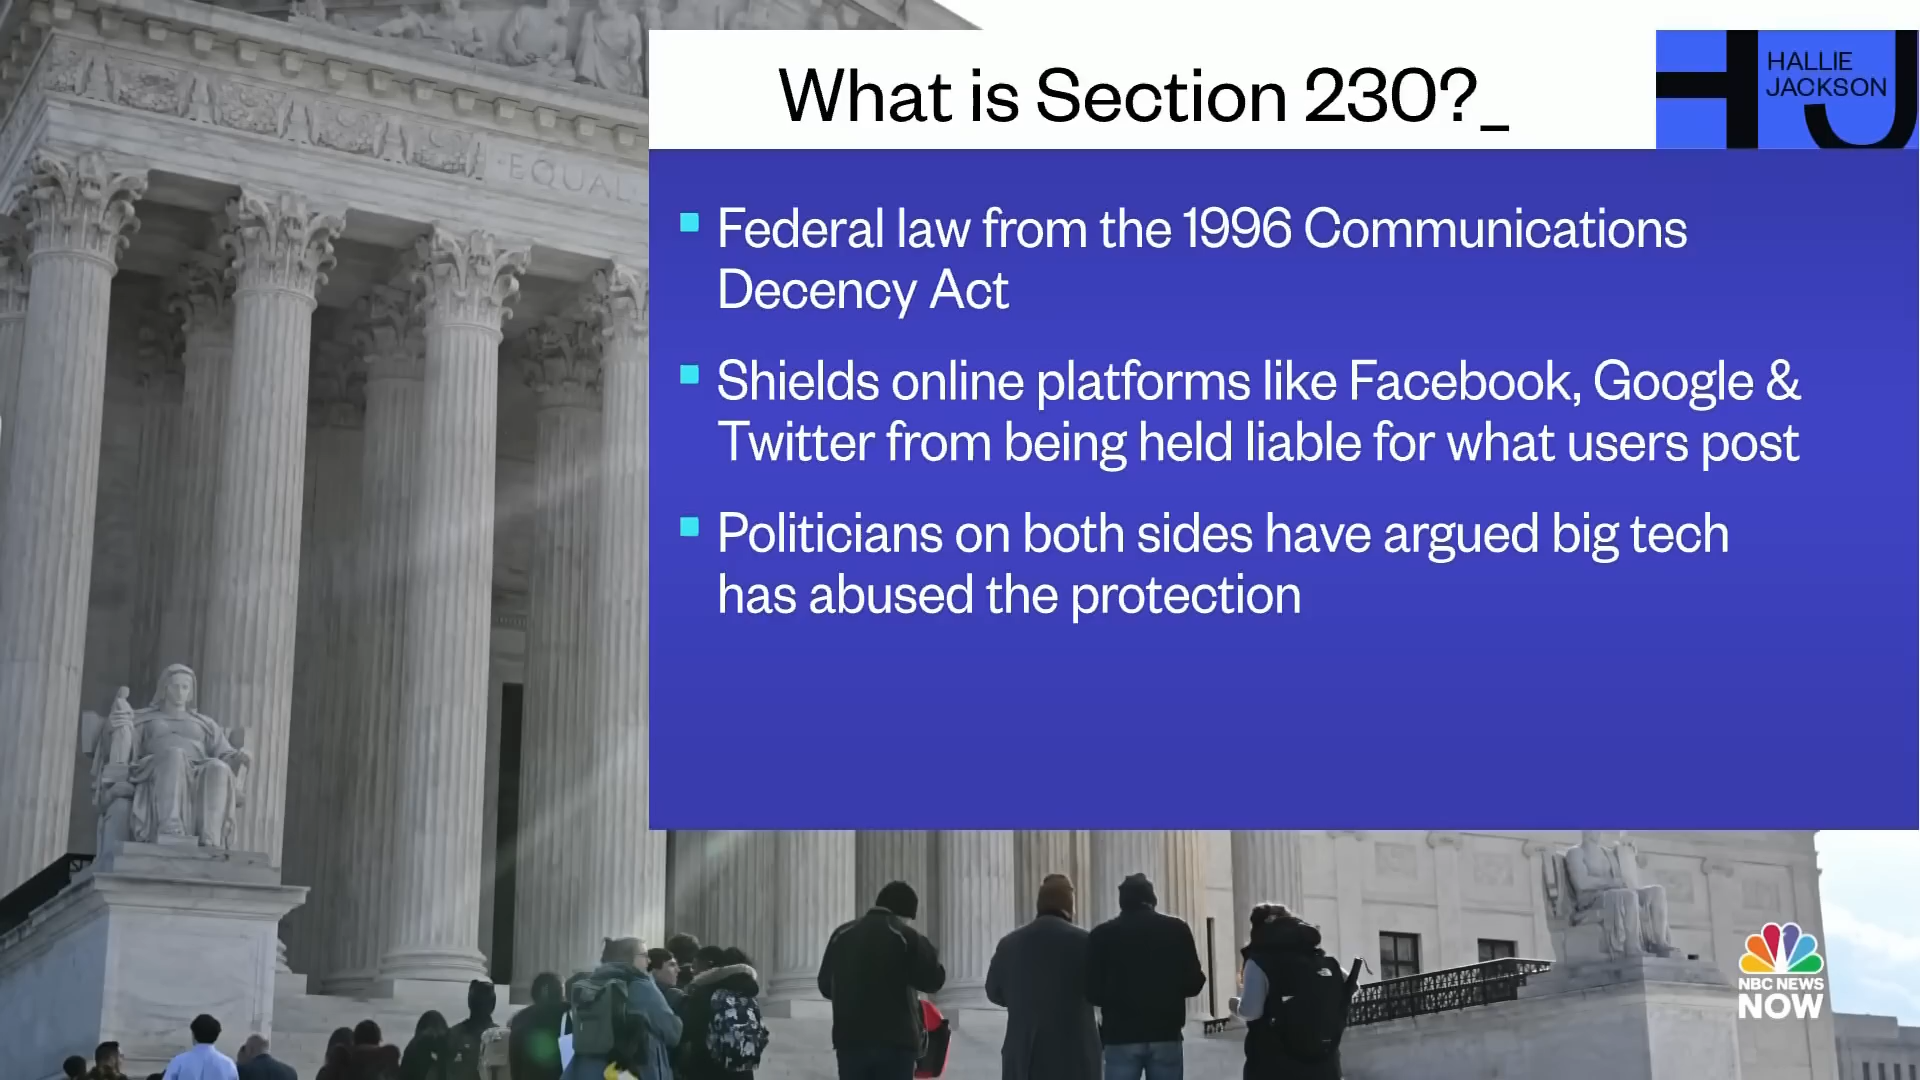 What is Section 230?_
HALLIE
JACKSON
EQUAL
Federal law from the 1996 Communications
Decency Act
Shields online platforms like Facebook, Google &
Twitter from being held liable for what users post
Politicians on both sides have argued big tech
has abused the protection
NBC NEWS
NOW